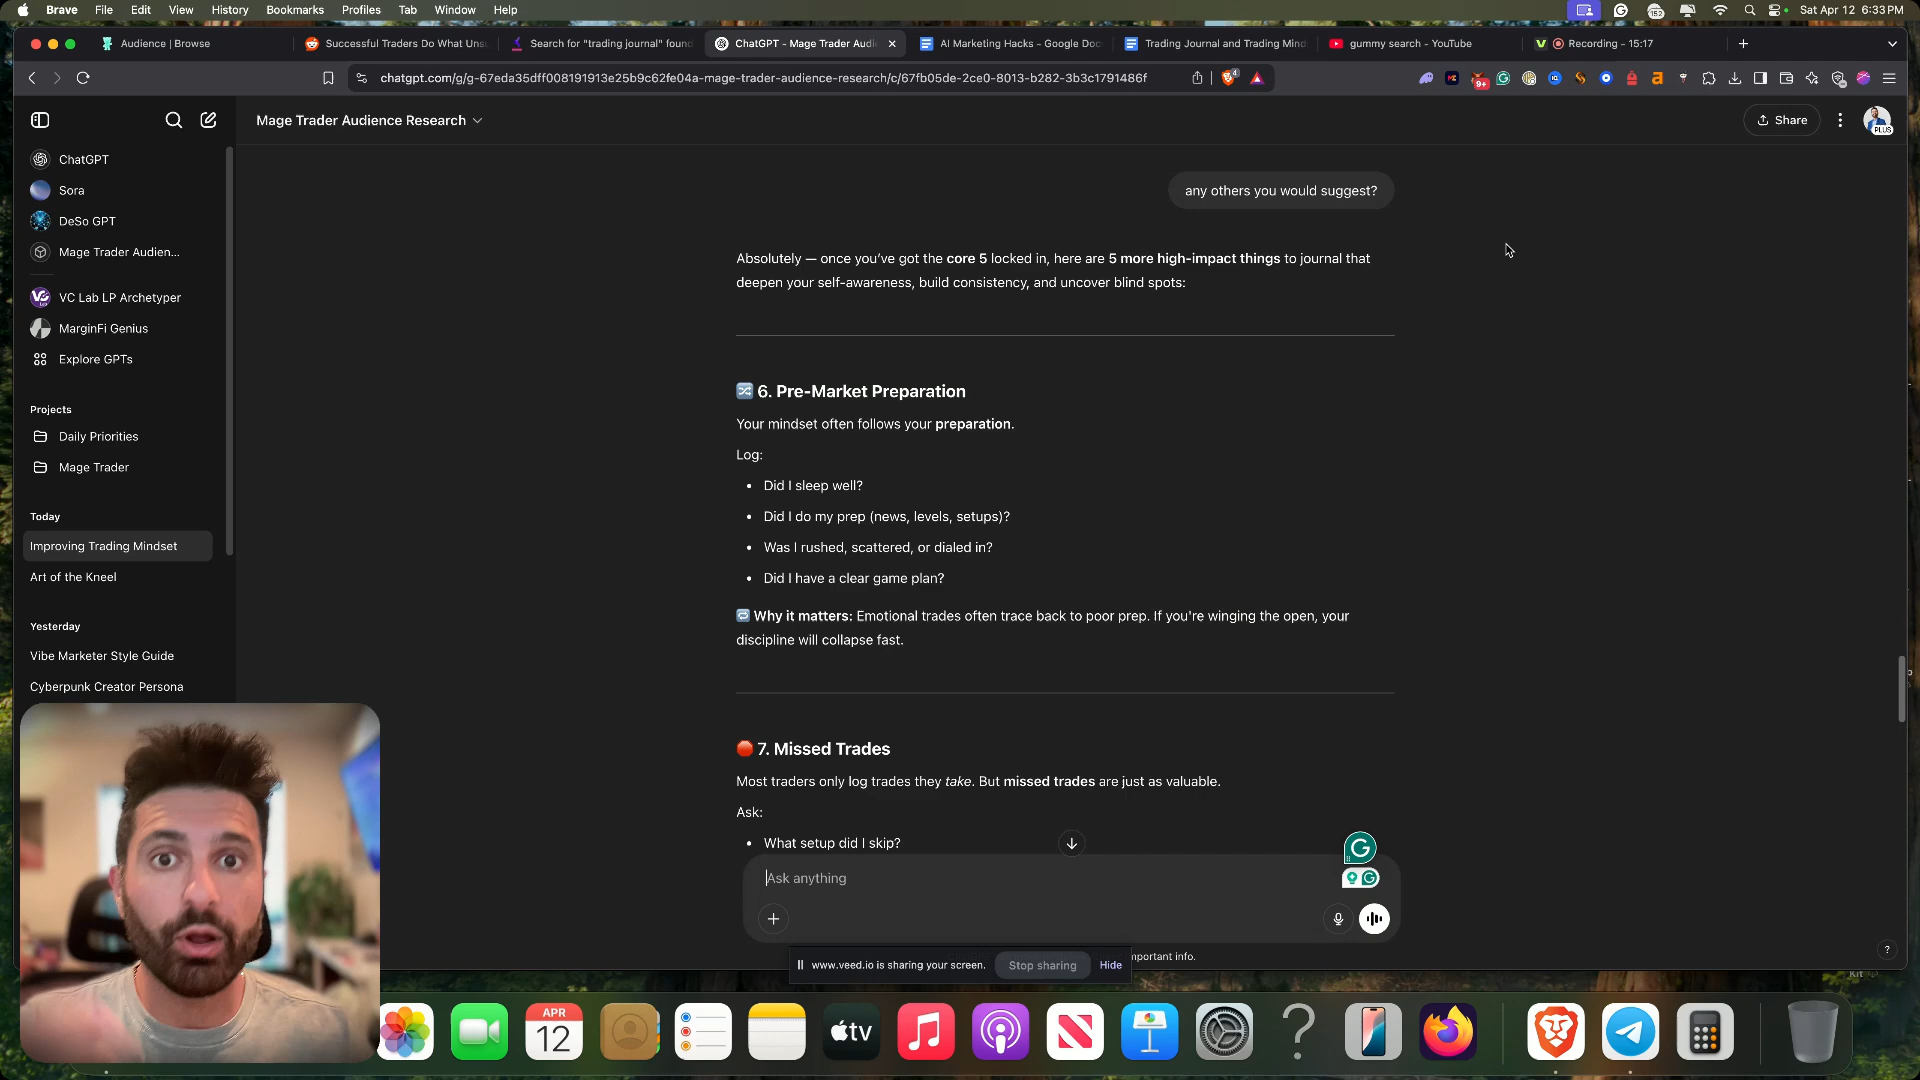 Brave File Edit View History Bookmarks Profiles Tab Window Help
152
Sat Apr 12 6:33 PM
Audience | Browse
Successful Traders Do What Unsu
Search for "trading journal" found
ChatGPT - Mage Trader Audie
AI Marketing Hacks - Google Doc
Trading Journal and Trading Mind
gummy search - YouTube
Recording - 15:17
chatgpt.com/g/g-67eda35dff008191913e25b9c62fe04a-mage-trader-audience-research/c/67fb05de-2ce0-8013-b282-3b3c1791486f
4
9+
Mage Trader Audience Research
Share
PLUS
ChatGPT
Sora
DeSo GPT
Mage Trader Audien...
VC Lab LP Archetyper
MarginFi Genius
Explore GPTs
Projects
Daily Priorities
Mage Trader
Today
Improving Trading Mindset
Art of the Kneel
Yesterday
Vibe Marketer Style Guide
Cyberpunk Creator Persona
any others you would suggest?
Absolutely — once you've got the core 5 locked in, here are 5 more high-impact things to journal that
deepen your self-awareness, build consistency, and uncover blind spots:
6. Pre-Market Preparation
Your mindset often follows your preparation.
Log:
• Did I sleep well?
• Did I do my prep (news, levels, setups)?
• Was I rushed, scattered, or dialed in?
• Did I have a clear game plan?
Why it matters: Emotional trades often trace back to poor prep. If you're winging the open, your
discipline will collapse fast.
7. Missed Trades
Most traders only log trades they take. But missed trades are just as valuable.
Ask:
• What setup did I skip?
Ask anything
mportant info.
www.veed.io is sharing your screen.
Stop sharing
Hide
?
Kit
APR
12
tv